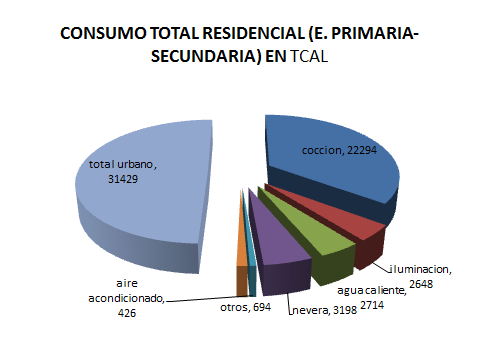 CONSUMO TOTAL RESIDENCIAL (E. PRIMARIA-
SECUNDARIA) EN TCAL
coccion, 22294
total urbano,
31429
iluminacion,
2648
agua caliente,
2714
nevera, 3198
otros, 694
aire
acondicionado,
426